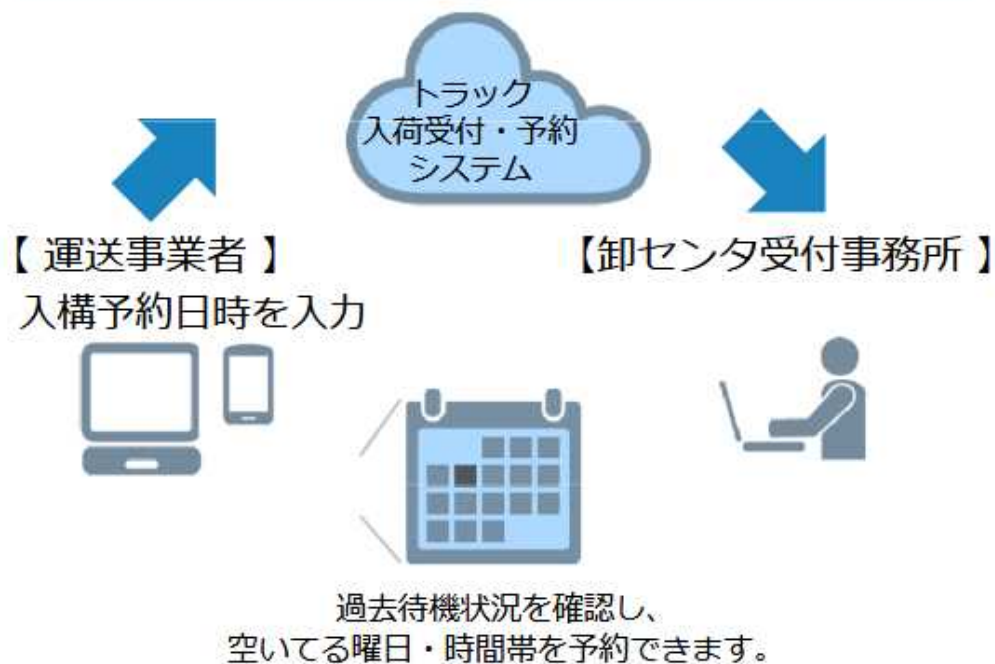 トラック
入荷受付・予約
システム
【 運送事業者 】
入構予約日時を入力
【卸センタ受付事務所 】
過去待機状況を確認し、
空いてる曜日・時間帯を予約できます。